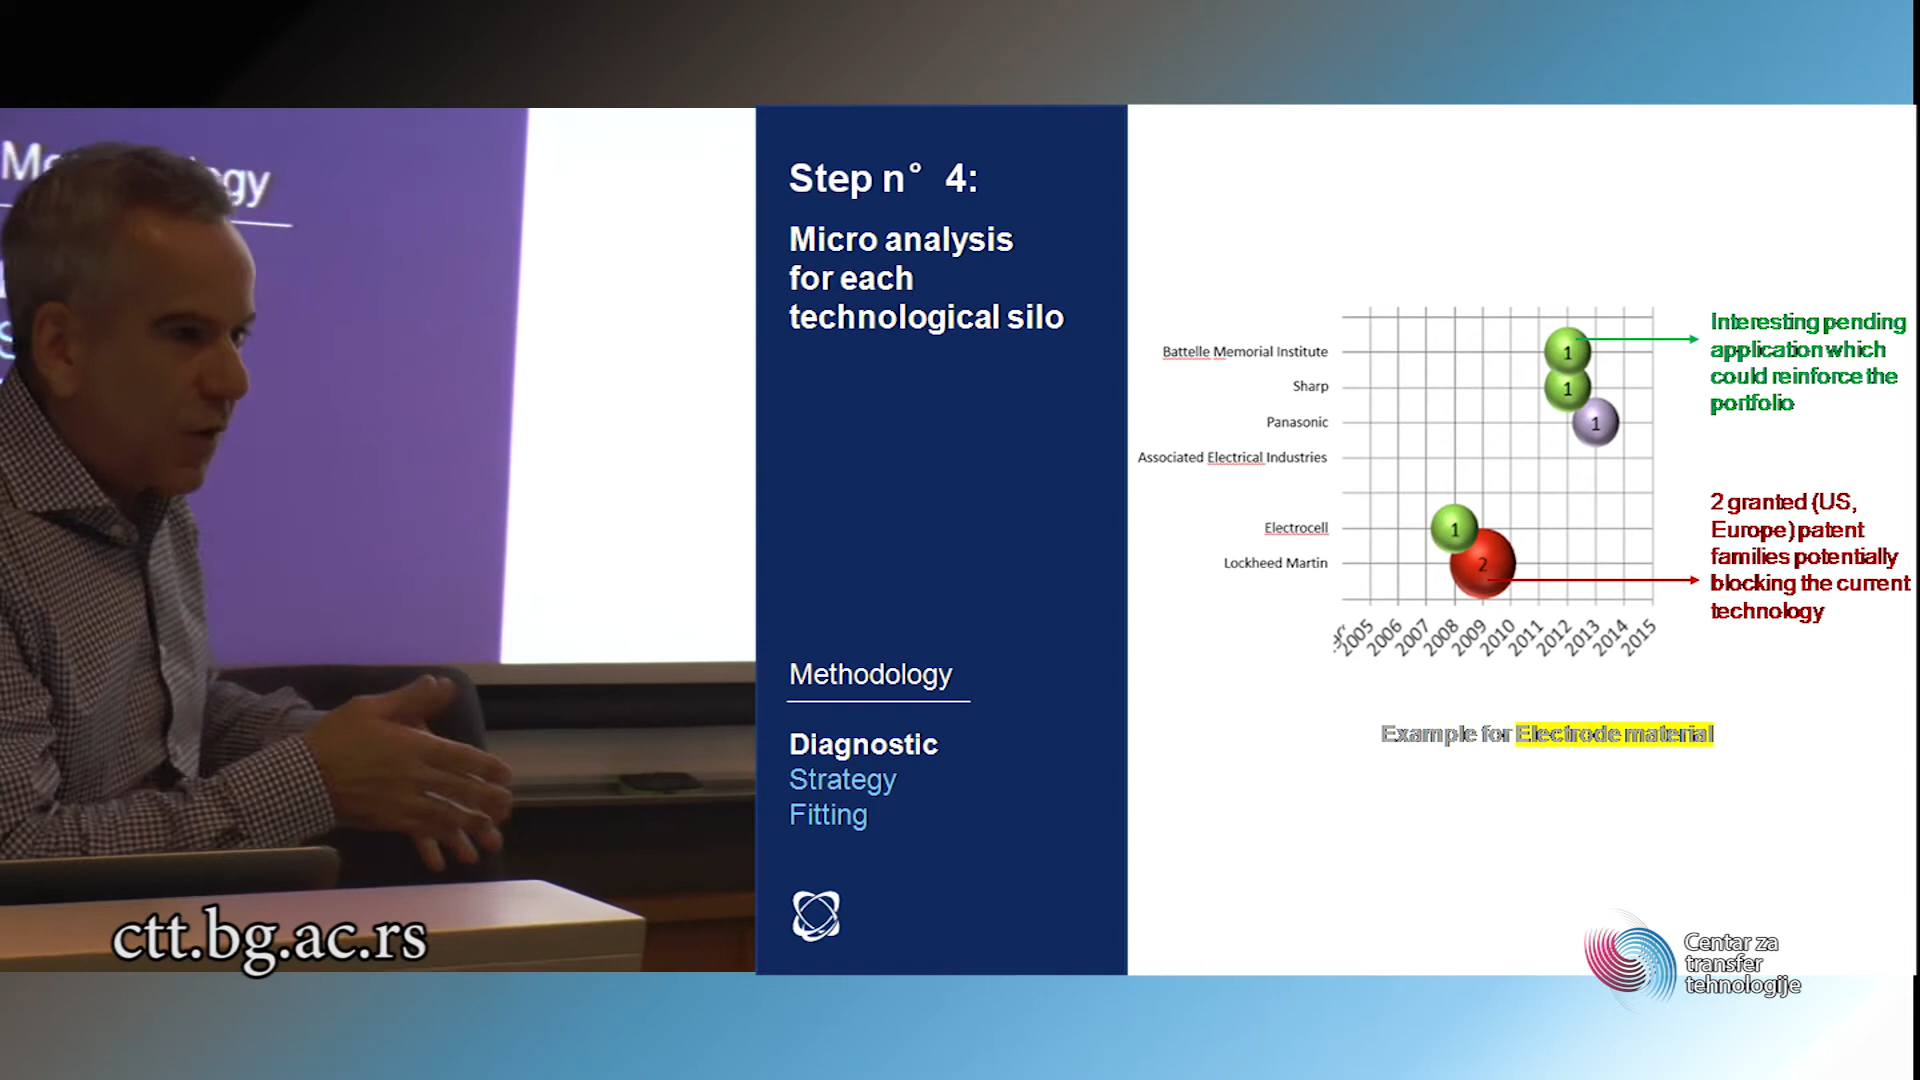 Step n° 4:
Micro analysis
for each
technological silo
Methodology
Diagnostic
Strategy
Fitting
Battelle Memorial Institute
Sharp
Panasonic
Associated Electrical Industries
Electrocell
Lockheed Martin
1
1
1
1
2
2005 2006 2007 2008 2009 2010 2011 2012 2013 2014 2015
Interesting pending
application which
could reinforce the
portfolio
2 granted (US,
Europe) patent
families potentially
blocking the current
technology
Example for Electrode material
ctt.bg.ac.rs
Centar za
transfer
tehnologije